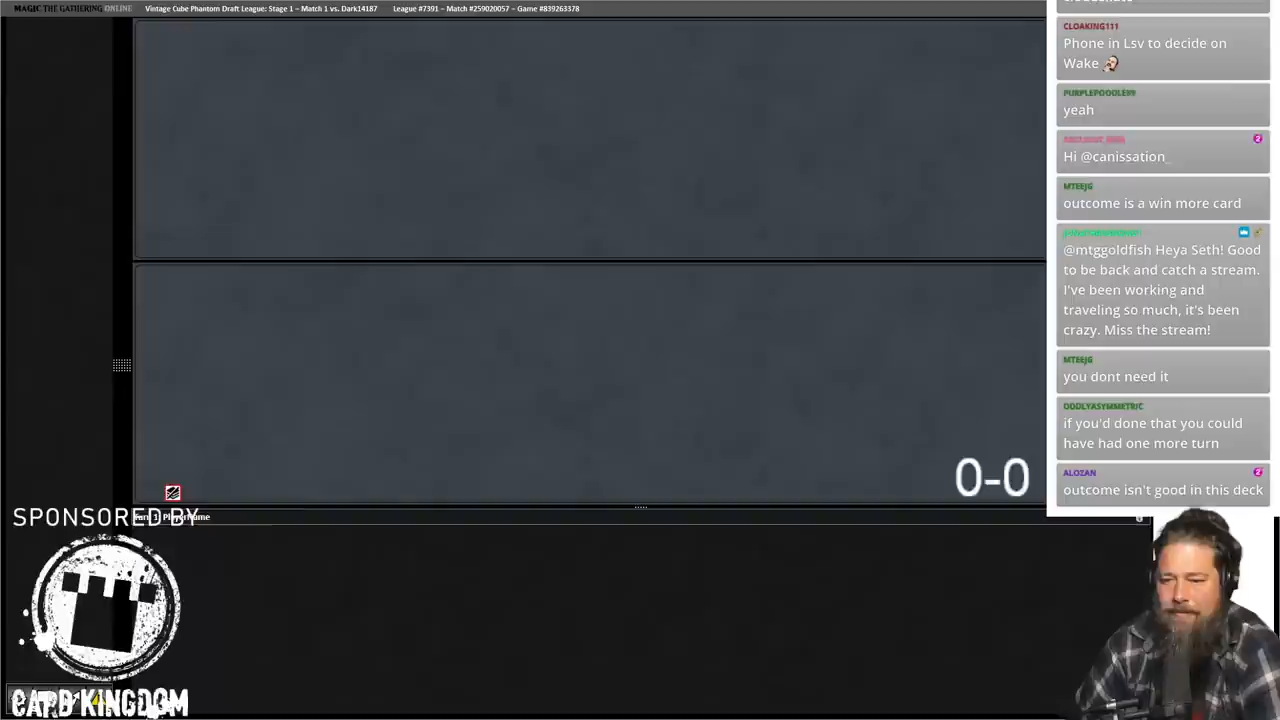 MAGIC THE GATHERING ONLINE
Vintage Cube Phantom Draft League: Stage 1 – Match 1 vs. Dark14187
League #7391 – Match #259020057 – Game #839263378
CLOAKING111
Phone in Lsv to decide on
Wake
PURPLEPOODLE89
yeah
Hi @canissation_
MTEEJG
outcome is a win more card
@mtggoldfish Heya Seth! Good
to be back and catch a stream.
I've been working and
traveling so much, it's been
crazy. Miss the stream!
MTEEJG
you dont need it
ODDLYASYMMETRIC
if you'd done that you could
have had one more turn
ALOZAN
outcome isn't good in this deck
0-0
SPONSORED BY
CARD KINGDOM